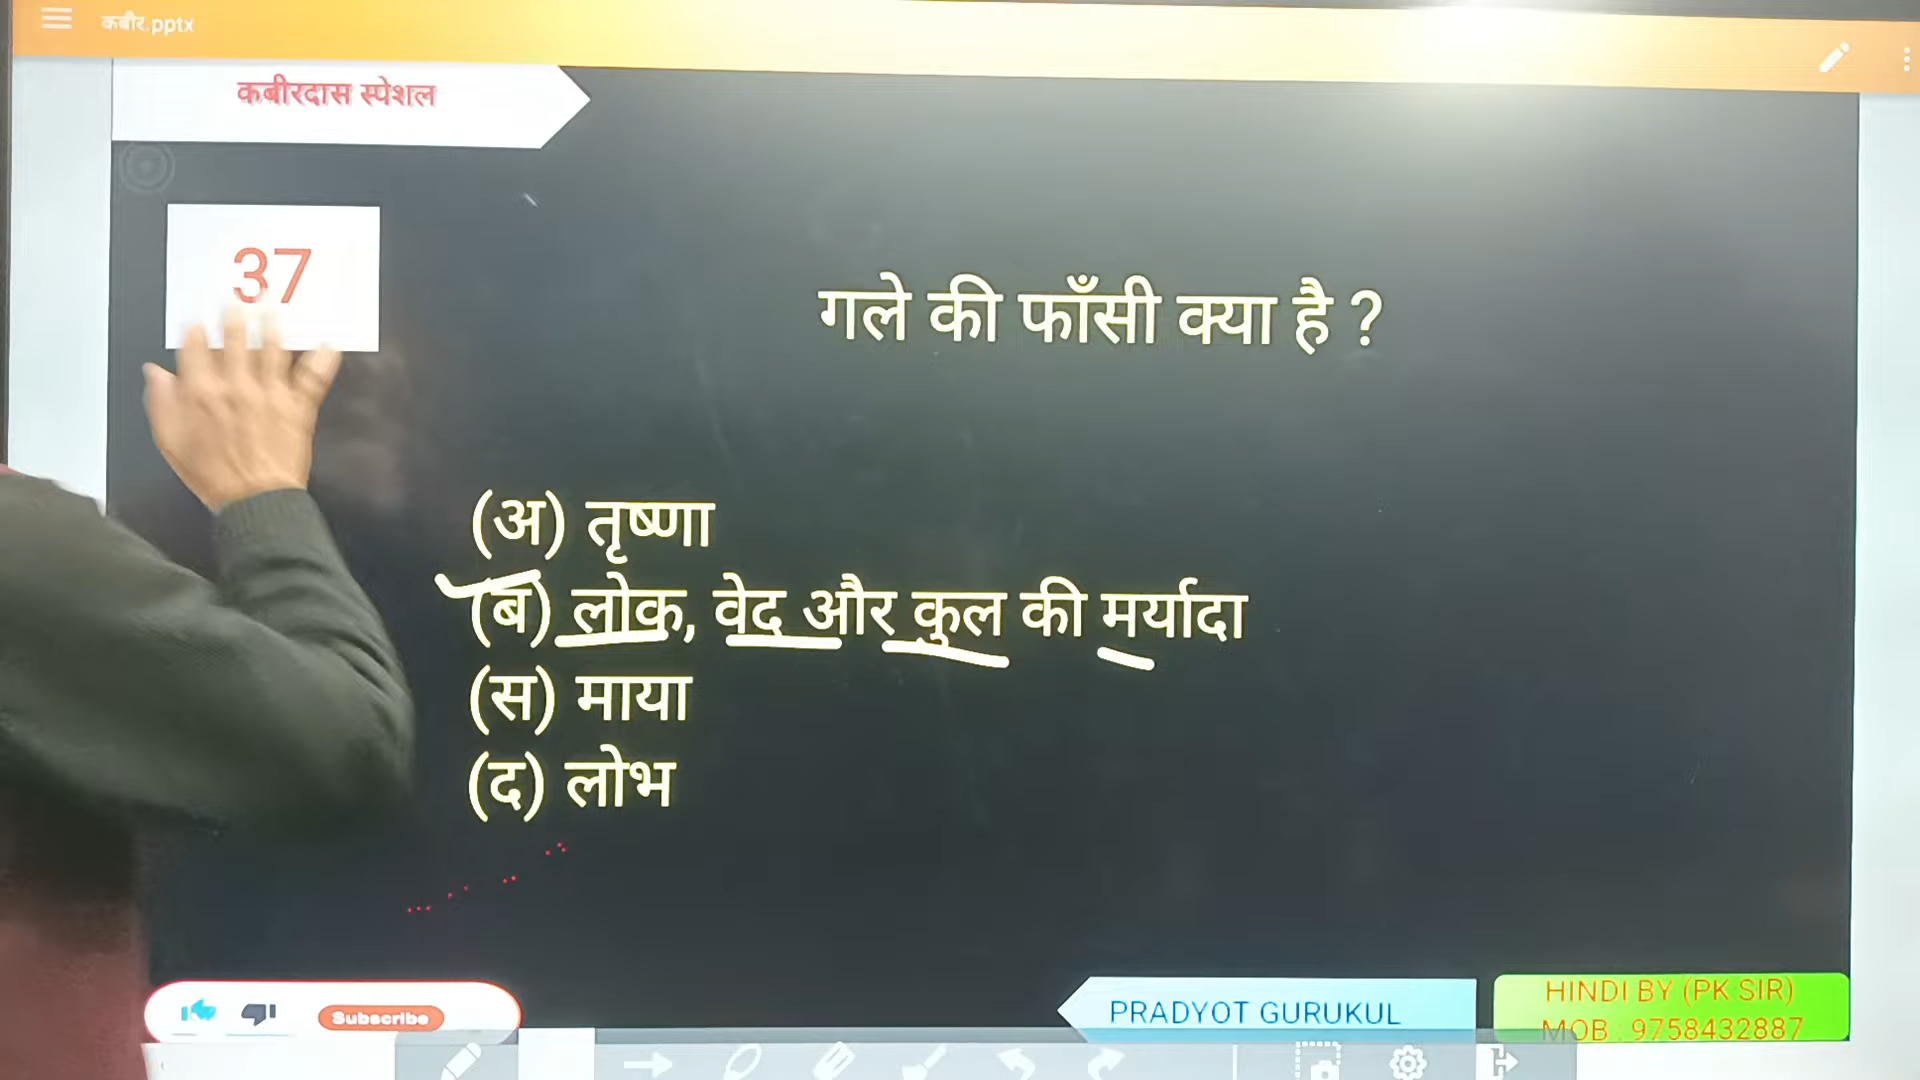 कबीर.pptx
कबीरदास स्पेशल
37
गले की फाँसी क्या है ?
(अ) तृष्णा
(ब) लोक, वेद और कुल की मर्यादा
(स) माया
(द) लोभ
Subscribe
PRADYOT GURUKUL
HINDI BY (PK SIR)
MOB : 9758432887